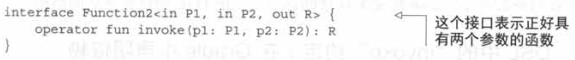 interface Function2<in P1, in P2, out R> {
operator fun invoke(p1: P1, p2: P2): R
}
这个接口表示正好具
有两个参数的函数